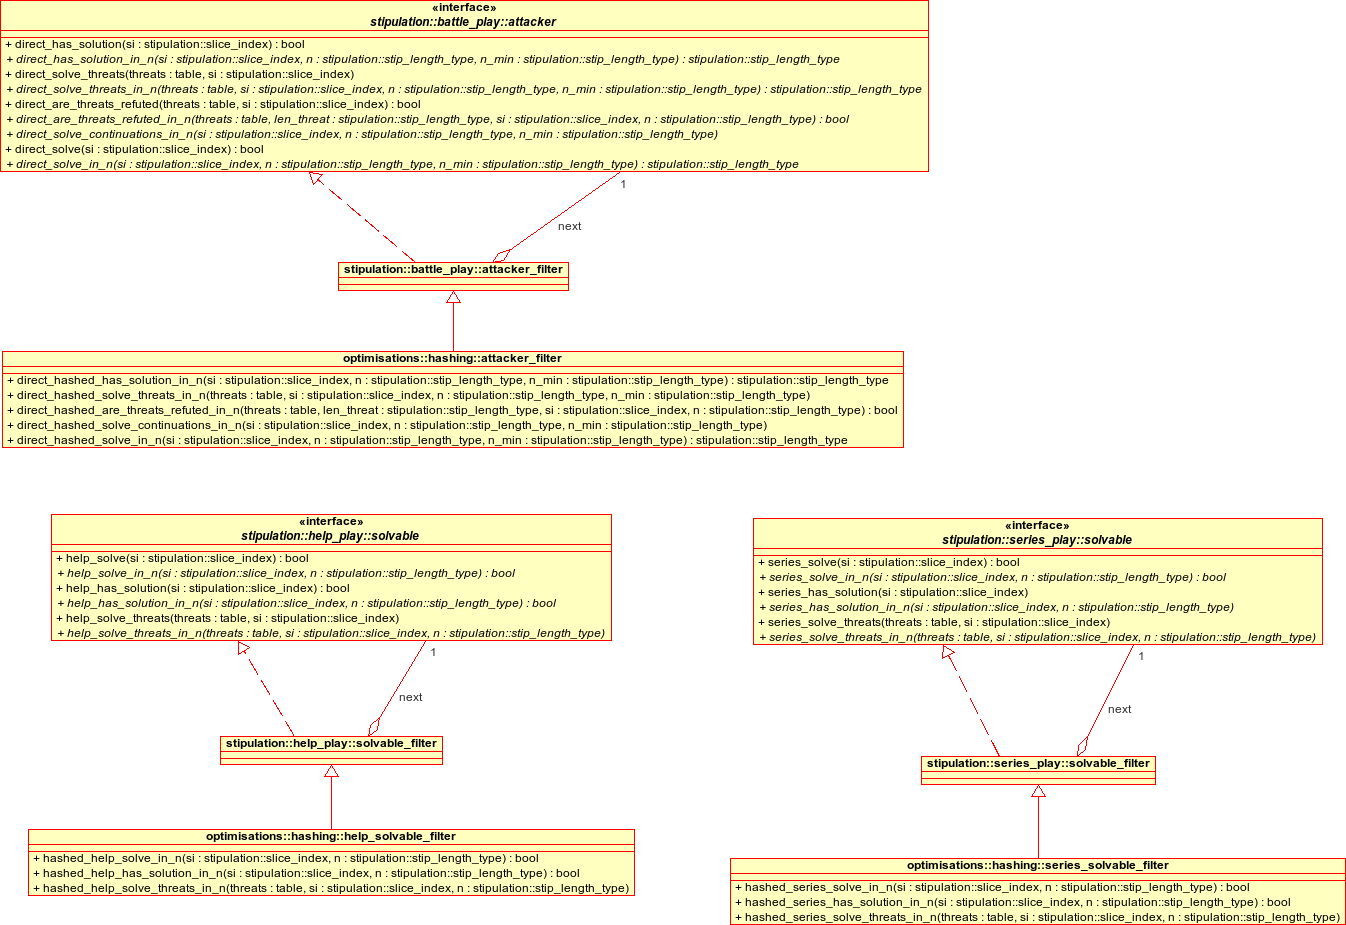 «interface»
stipulation::battle_play::attacker
+ direct_has_solution(si : stipulation::slice_index) : bool
+ direct_has_solution_in_n(si : stipulation::slice_index, n : stipulation::stip_length_type, n_min : stipulation::stip_length_type) : stipulation::stip_length_type
+ direct_solve_threats(threats : table, si : stipulation::slice_index)
+ direct_solve_threats_in_n(threats : table, si : stipulation::slice_index, n : stipulation::stip_length_type, n_min : stipulation::stip_length_type) : stipulation::stip_length_type
+ direct_are_threats_refuted(threats : table, si : stipulation::slice_index) : bool
+ direct_are_threats_refuted_in_n(threats : table, len_threat : stipulation::stip_length_type, si : stipulation::slice_index, n : stipulation::stip_length_type) : bool
+ direct_solve_continuations_in_n(si : stipulation::slice_index, n : stipulation::stip_length_type, n_min : stipulation::stip_length_type)
+ direct_solve(si : stipulation::slice_index) : bool
+ direct_solve_in_n(si : stipulation::slice_index, n : stipulation::stip_length_type, n_min : stipulation::stip_length_type) : stipulation::stip_length_type
1
next
stipulation::battle_play::attacker_filter
optimisations::hashing::attacker_filter
+ direct_hashed_has_solution_in_n(si : stipulation::slice_index, n : stipulation::stip_length_type, n_min : stipulation::stip_length_type) : stipulation::stip_length_type
+ direct_hashed_solve_threats_in_n(threats : table, si : stipulation::slice_index, n : stipulation::stip_length_type, n_min : stipulation::stip_length_type)
+ direct_hashed_are_threats_refuted_in_n(threats : table, len_threat : stipulation::stip_length_type, si : stipulation::slice_index, n : stipulation::stip_length_type) : bool
+ direct_hashed_solve_continuations_in_n(si : stipulation::slice_index, n : stipulation::stip_length_type, n_min : stipulation::stip_length_type)
+ direct_hashed_solve_in_n(si : stipulation::slice_index, n : stipulation::stip_length_type, n_min : stipulation::stip_length_type) : stipulation::stip_length_type
«interface»
stipulation::help_play::solvable
+ help_solve(si : stipulation::slice_index) : bool
+ help_solve_in_n(si : stipulation::slice_index, n : stipulation::stip_length_type) : bool
+ help_has_solution(si : stipulation::slice_index) : bool
+ help_has_solution_in_n(si : stipulation::slice_index, n : stipulation::stip_length_type) : bool
+ help_solve_threats(threats : table, si : stipulation::slice_index)
+ help_solve_threats_in_n(threats : table, si : stipulation::slice_index, n : stipulation::stip_length_type)
1
next
stipulation::help_play::solvable_filter
optimisations::hashing::help_solvable_filter
+ hashed_help_solve_in_n(si : stipulation::slice_index, n : stipulation::stip_length_type) : bool
+ hashed_help_has_solution_in_n(si : stipulation::slice_index, n : stipulation::stip_length_type) : bool
+ hashed_help_solve_threats_in_n(threats : table, si : stipulation::slice_index, n : stipulation::stip_length_type)
«interface»
stipulation::series_play::solvable
+ series_solve(si : stipulation::slice_index) : bool
+ series_solve_in_n(si : stipulation::slice_index, n : stipulation::stip_length_type) : bool
+ series_has_solution(si : stipulation::slice_index)
+ series_has_solution_in_n(si : stipulation::slice_index, n : stipulation::stip_length_type)
+ series_solve_threats(threats : table, si : stipulation::slice_index)
+ series_solve_threats_in_n(threats : table, si : stipulation::slice_index, n : stipulation::stip_length_type)
1
next
stipulation::series_play::solvable_filter
optimisations::hashing::series_solvable_filter
+ hashed_series_solve_in_n(si : stipulation::slice_index, n : stipulation::stip_length_type) : bool
+ hashed_series_has_solution_in_n(si : stipulation::slice_index, n : stipulation::stip_length_type) : bool
+ hashed_series_solve_threats_in_n(threats : table, si : stipulation::slice_index, n : stipulation::stip_length_type)